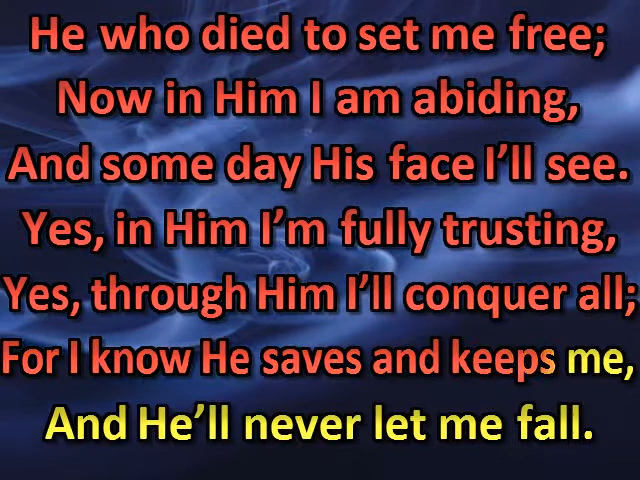 He who died to set me free;
Now in Him I am abiding,
And some day His face I’ll see.
Yes, in Him I’m fully trusting,
Yes, through Him I’ll conquer all;
For I know He saves and keeps me,
And He’ll never let me fall.